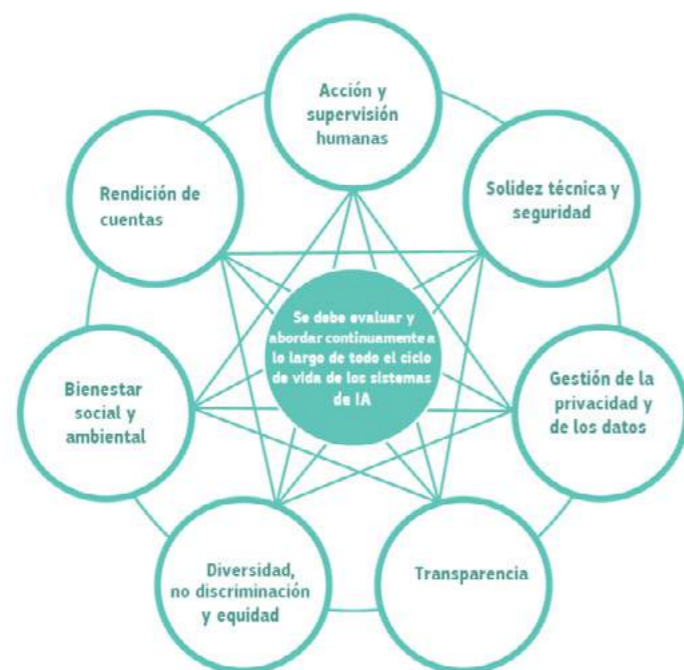 Acción y
supervisión
humanas
Solidez técnica y
seguridad
Gestión de la
privacidad y
de los datos
Transparencia
Diversidad,
no discriminación
y equidad
Bienestar
social y
ambiental
Rendición de
cuentas
Se debe evaluar y
abordar continuamente a
lo largo de todo el ciclo
de vida de los sistemas
de IA